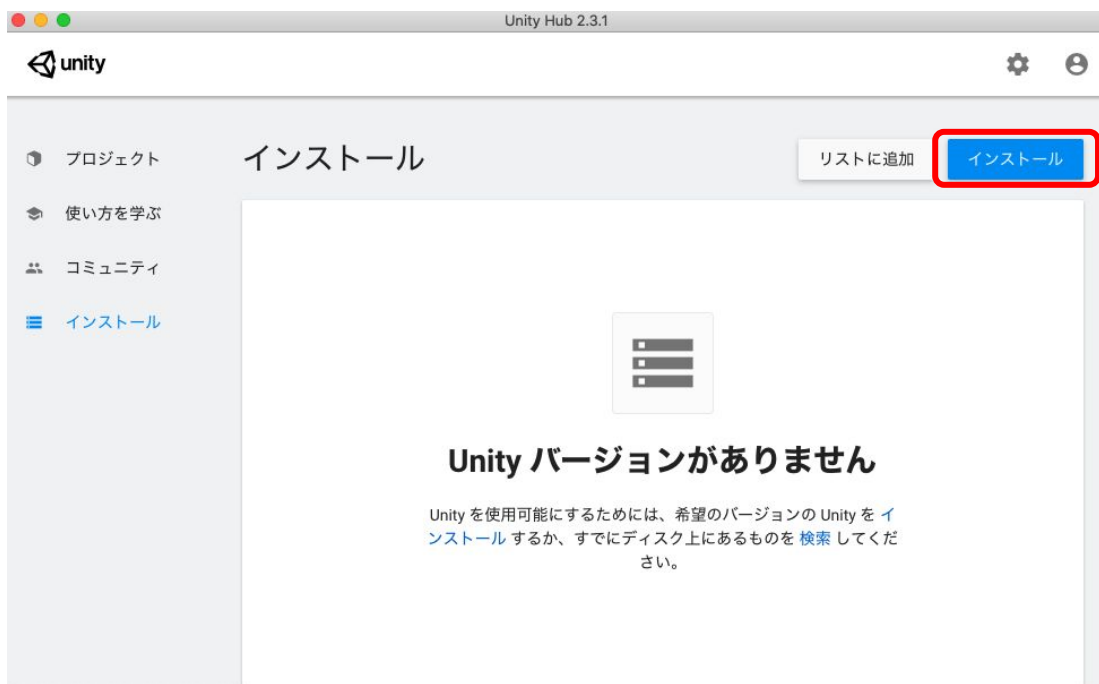 Unity Hub 2.3.1
unity
プロジェクト
使い方を学ぶ
コミュニティ
インストール
インストール
リストに追加
インストール
Unity バージョンがありません
Unity を使用可能にするためには、希望のバージョンの Unity を イ
ンストール するか、すでにディスク上にあるものを 検索 してくだ
さい。